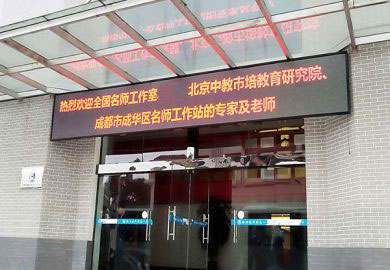 热烈欢迎全国名师工作室 北京中教市培教育研究院、
成都市成华区名师工作站的专家及老师